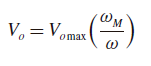 V_o = V_{o max} (ω_M / ω)